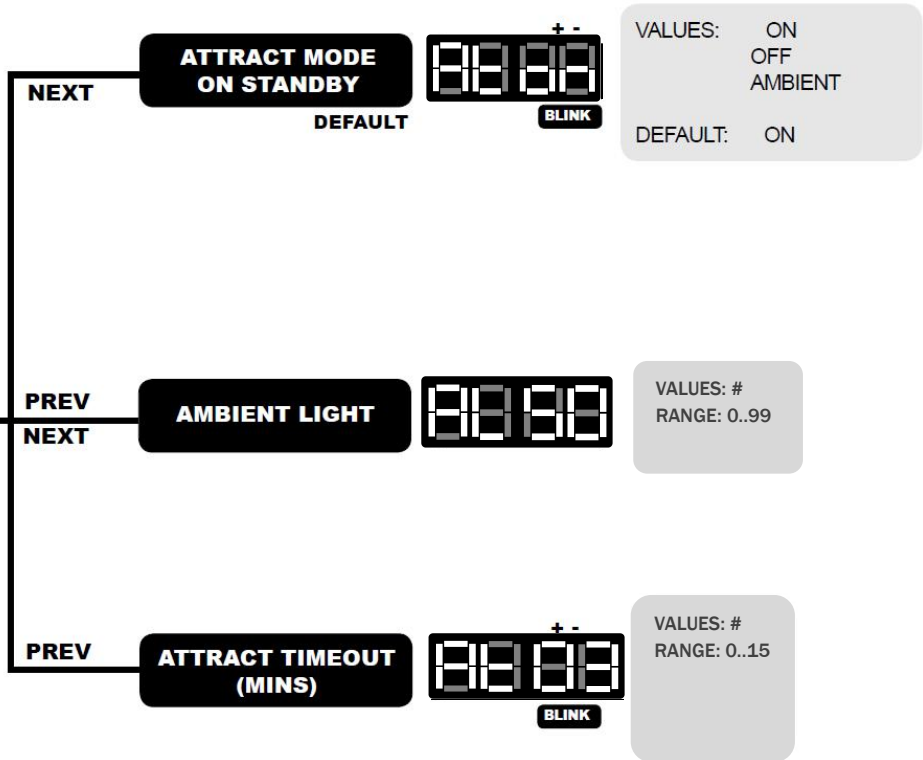 + -
ATTRACT MODE
ON STANDBY
NEXT
DEFAULT
BLINK
VALUES: ON
OFF
AMBIENT
DEFAULT: ON
PREV
NEXT
AMBIENT LIGHT
VALUES: #
RANGE: 0..99
+ -
PREV
ATTRACT TIMEOUT
(MINS)
BLINK
VALUES: #
RANGE: 0..15